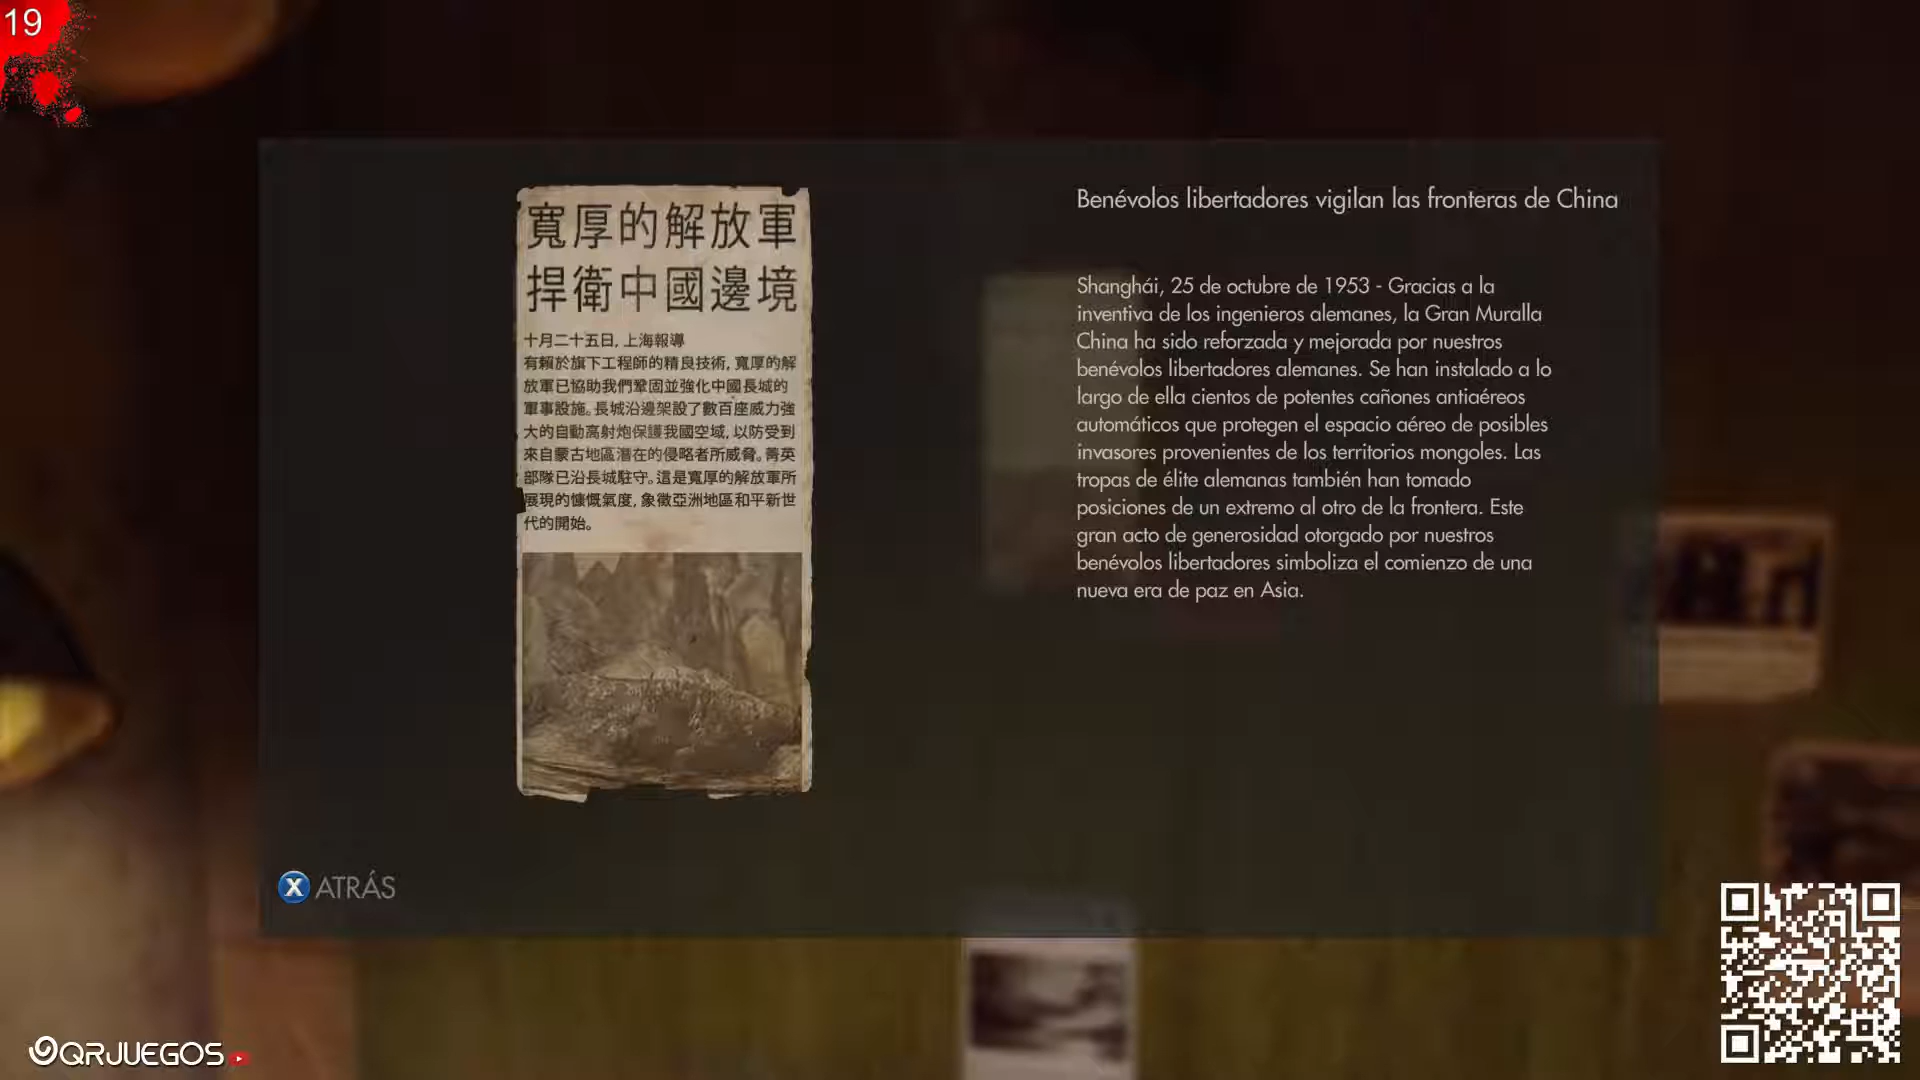 19
寬厚的解放軍
捍衛中國邊境
十月二十五日, 上海報導
有賴於旗下工程師的精良技術, 寬厚的解
放軍已協助我們鞏固並強化中國長城的
軍事設施。長城沿邊架設了數百座威力強
大的自動高射炮保護我國空域, 以防受到
來自蒙古地區潛在的侵略者所威脅。菁英
部隊已沿長城駐守。這是寬厚的解放軍所
展現的慷慨氣度, 象徵亞洲地區和平新世
代的開始。
Benévolos libertadores vigilan las fronteras de China
Shanghái, 25 de octubre de 1953 - Gracias a la
inventiva de los ingenieros alemanes, la Gran Muralla
China ha sido reforzada y mejorada por nuestros
benévolos libertadores alemanes. Se han instalado a lo
largo de ella cientos de potentes cañones antiaéreos
automáticos que protegen el espacio aéreo de posibles
invasores provenientes de los territorios mongoles. Las
tropas de élite alemanas también han tomado
posiciones de un extremo al otro de la frontera. Este
gran acto de generosidad otorgado por nuestros
benévolos libertadores simboliza el comienzo de una
nueva era de paz en Asia.
X ATRÁS
QRJUEGOS